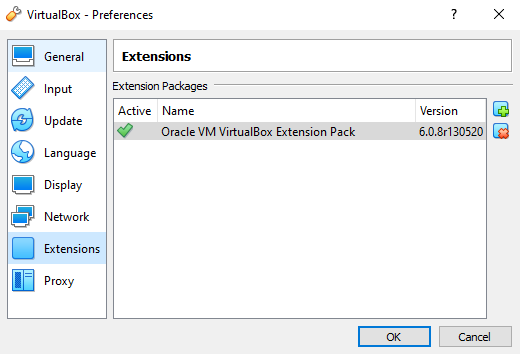 VirtualBox - Preferences
?
General
Input
Update
Language
Display
Network
Extensions
Proxy
Extensions
Extension Packages
Active Name Version
Oracle VM VirtualBox Extension Pack 6.0.8r130520
OK Cancel